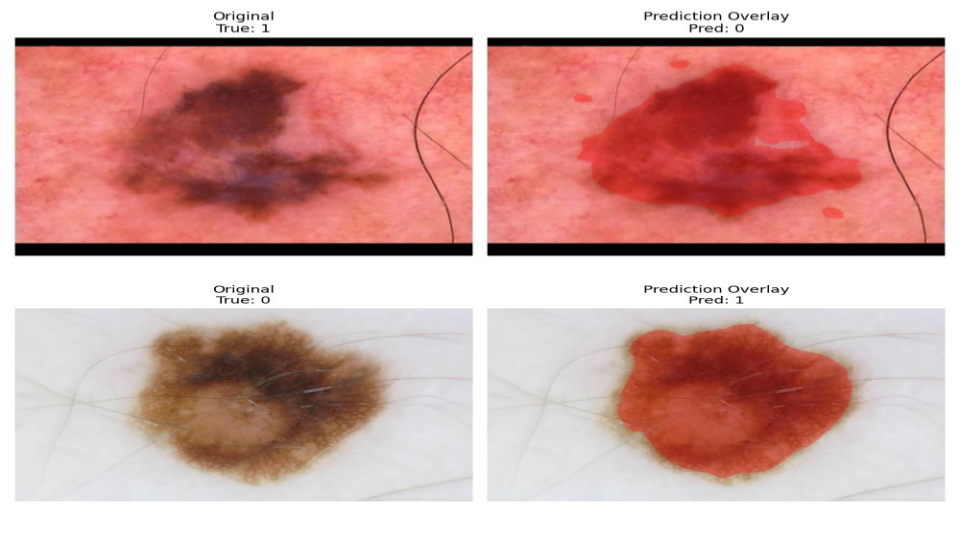 Original
True: 1
Prediction Overlay
Pred: 0
Original
True: 0
Prediction Overlay
Pred: 1